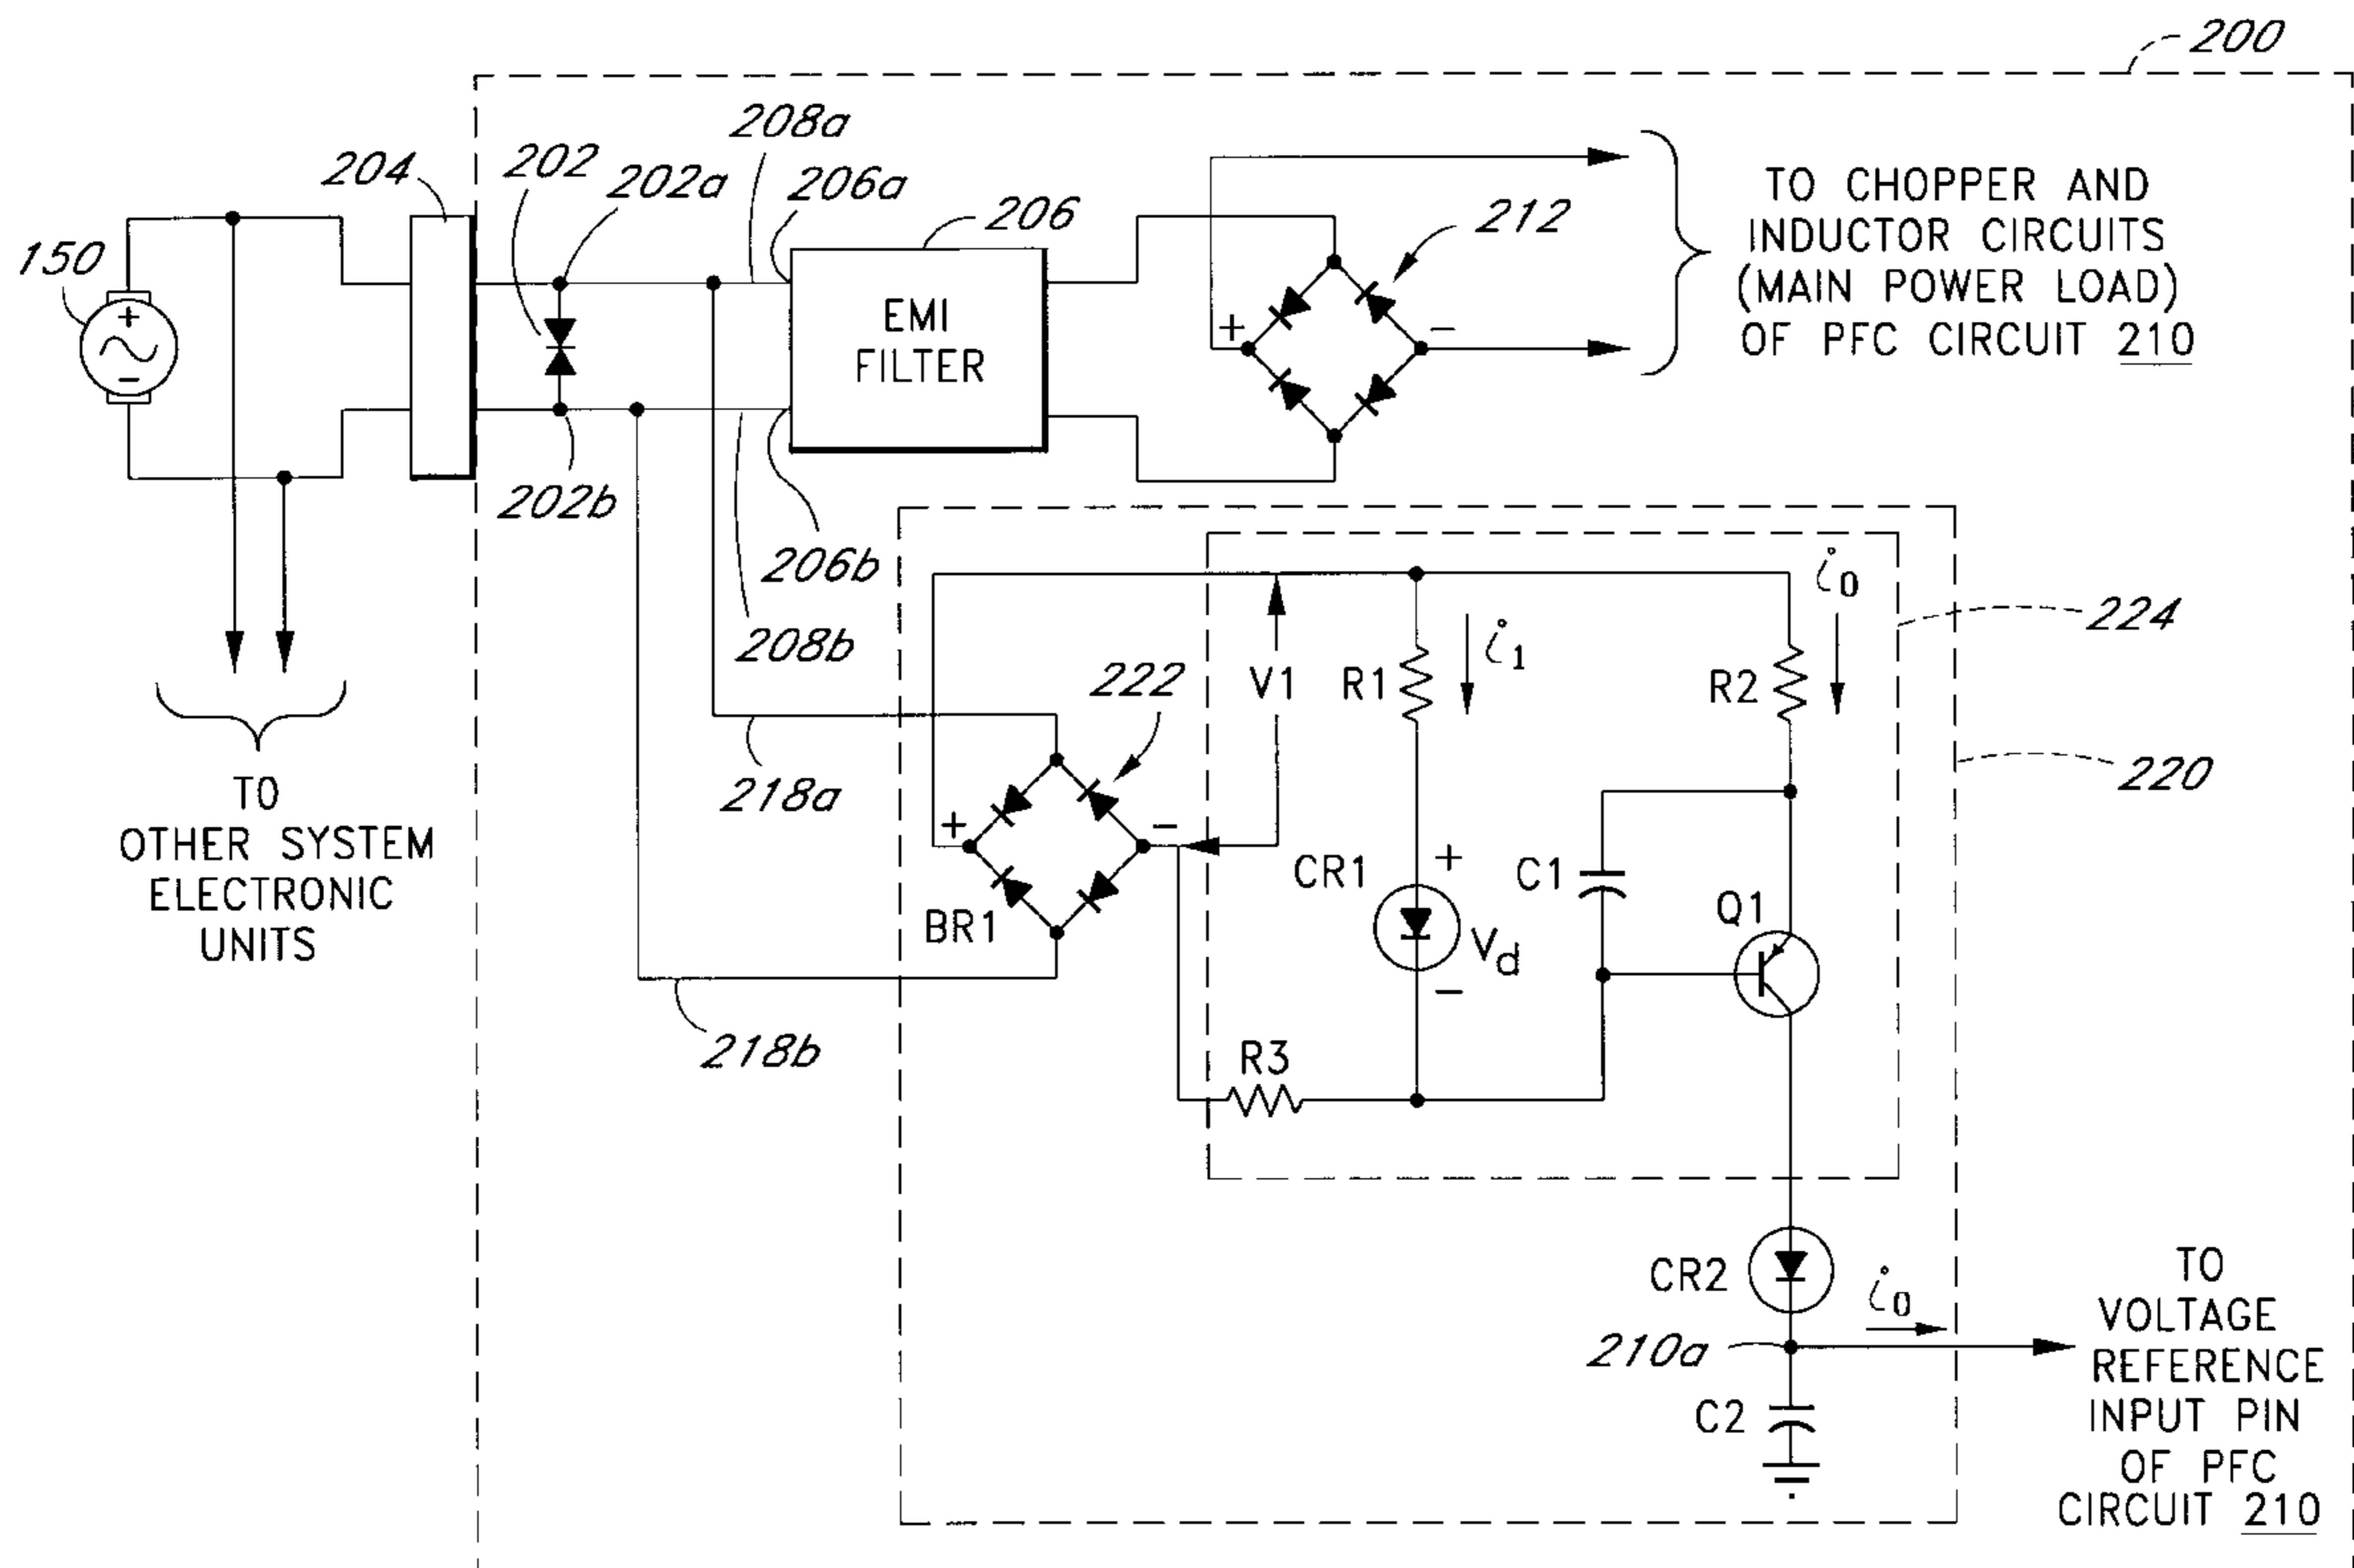 200
208a
204
202
202a
206a
206
212
TO CHOPPER AND
INDUCTOR CIRCUITS
(MAIN POWER LOAD)
OF PFC CIRCUIT 210
150
+
−
EMI
FILTER
+
−
202b
206b
208b
i0
224
222
V1
R1
i1
R2
220
218a
TO
OTHER SYSTEM
ELECTRONIC
UNITS
+
−
BR1
CR1
+
Vd
−
C1
Q1
218b
R3
CR2
i0
210a
C2
TO
VOLTAGE
REFERENCE
INPUT PIN
OF PFC
CIRCUIT 210